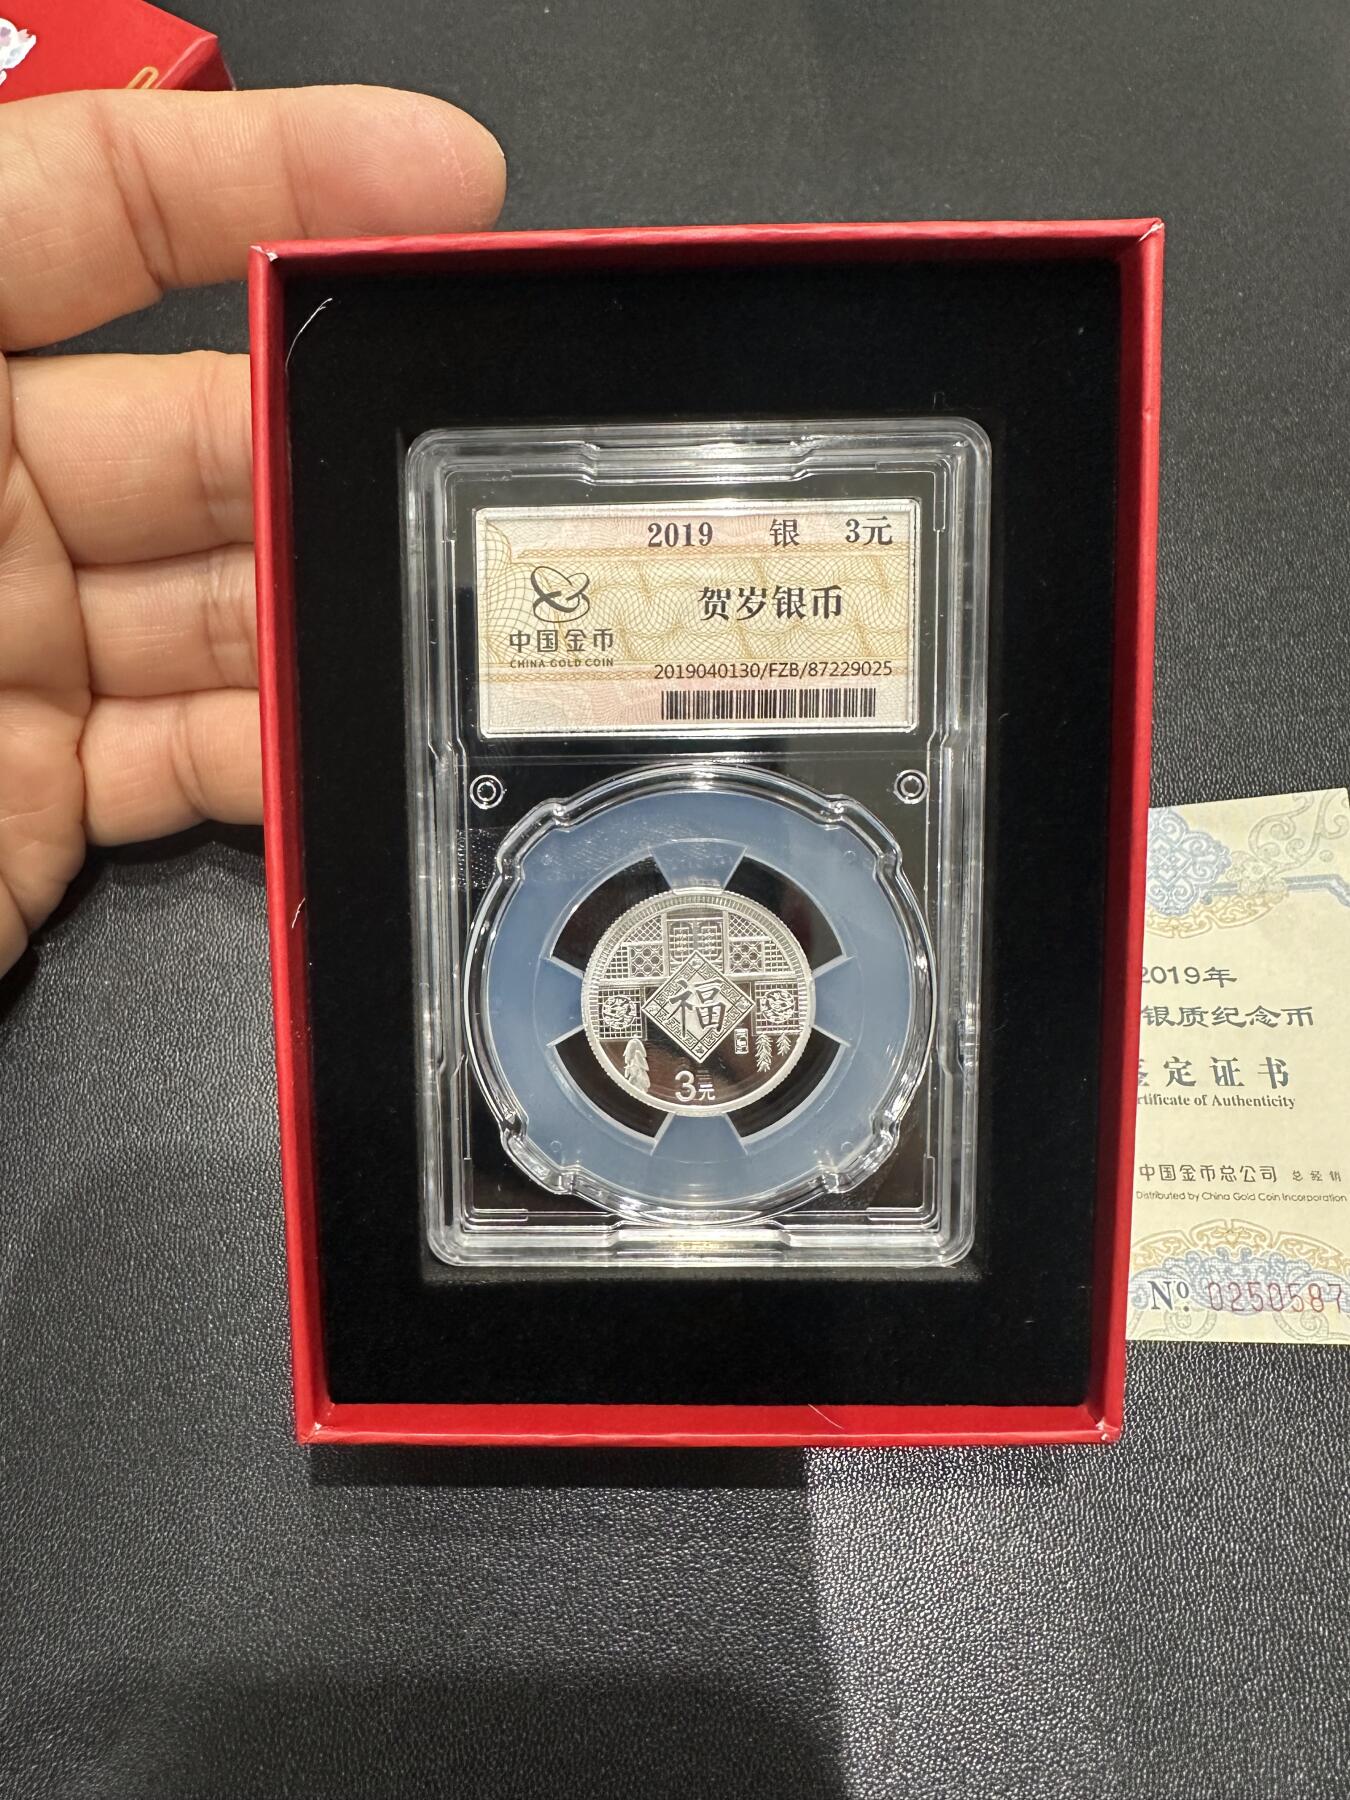 2019 银 3元
贺岁银币
中国金币
CHINA GOLD COIN
2019040130/FZB/87229025
福
3元
2019年
银质纪念币
定证书
Certificate of Authenticity
中国金币总公司 总经销
Distributed by China Gold Coin Incorporation
Nº 0250587